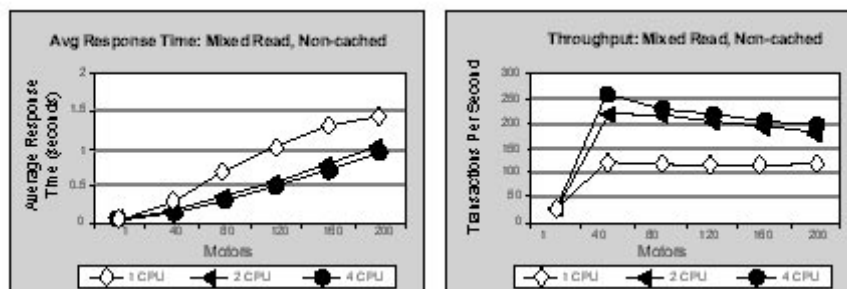 Avg Response Time: Mixed Read, Non-cached
Average Response
Time (seconds)
2
1.5
1
0.5
0
1
40
80
120
160
200
Motors
1 CPU
2 CPU
4 CPU
Throughput: Mixed Read, Non-cached
Transactions Per Second
300
250
200
150
100
50
0
1
40
80
120
160
200
Motors
1 CPU
2 CPU
4 CPU